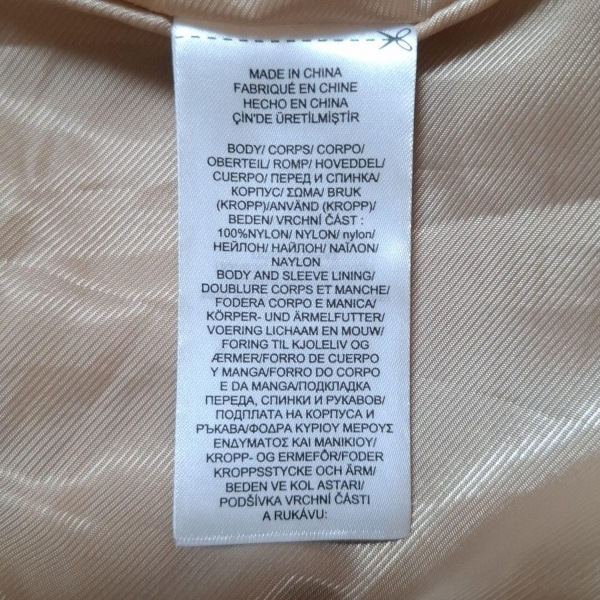 MADE IN CHINA
FABRIQUÉ EN CHINE
HECHO EN CHINA
ÇİN'DE ÜRETİLMİŞTİR
BODY/ CORPS/ CORPO/
OBERTEIL/ ROMP/ HOVEDDEL/
CUERPO/ ПЕРЕД И СПИНКА/
КОРПУС/ ΣΩΜΑ/ BRUK
(KROPP)/ANVÄND (KROPP)/
BEDEN/ VRCHNÍ ČÁST :
100%NYLON/ NYLON/ nylon/
НЕЙЛОН/ НАЙЛОН/ ΝΑΪΛΟΝ/
NAYLON
BODY AND SLEEVE LINING/
DOUBLURE CORPS ET MANCHE/
FODERA CORPO E MANICA/
KÖRPER- UND ÄRMELFUTTER/
VOERING LICHAAM EN MOUW/
FORING TIL KJOLELIV OG
ÆRMER/FORRO DE CUERPO
Y MANGA/FORRO DO CORPO
E DA MANGA/ПОДКЛАДКА
ПЕРЕДА, СПИНКИ И РУКАВОВ/
ПОДПЛАТА НА КОРПУСА И
РЪКАВА/ΦΟΔΡΑ ΚΥΡΙΟΥ ΜΕΡΟΥΣ
ΕΝΔΥΜΑΤΟΣ ΚΑΙ ΜΑΝΙΚΙΟΥ/
KROPP- OG ERMEFÔR/FODER
KROPPSSTYCKE OCH ÄRM/
BEDEN VE KOL ASTARI/
PODŠÍVKA VRCHNÍ ČÁSTI
A RUKÁVU: